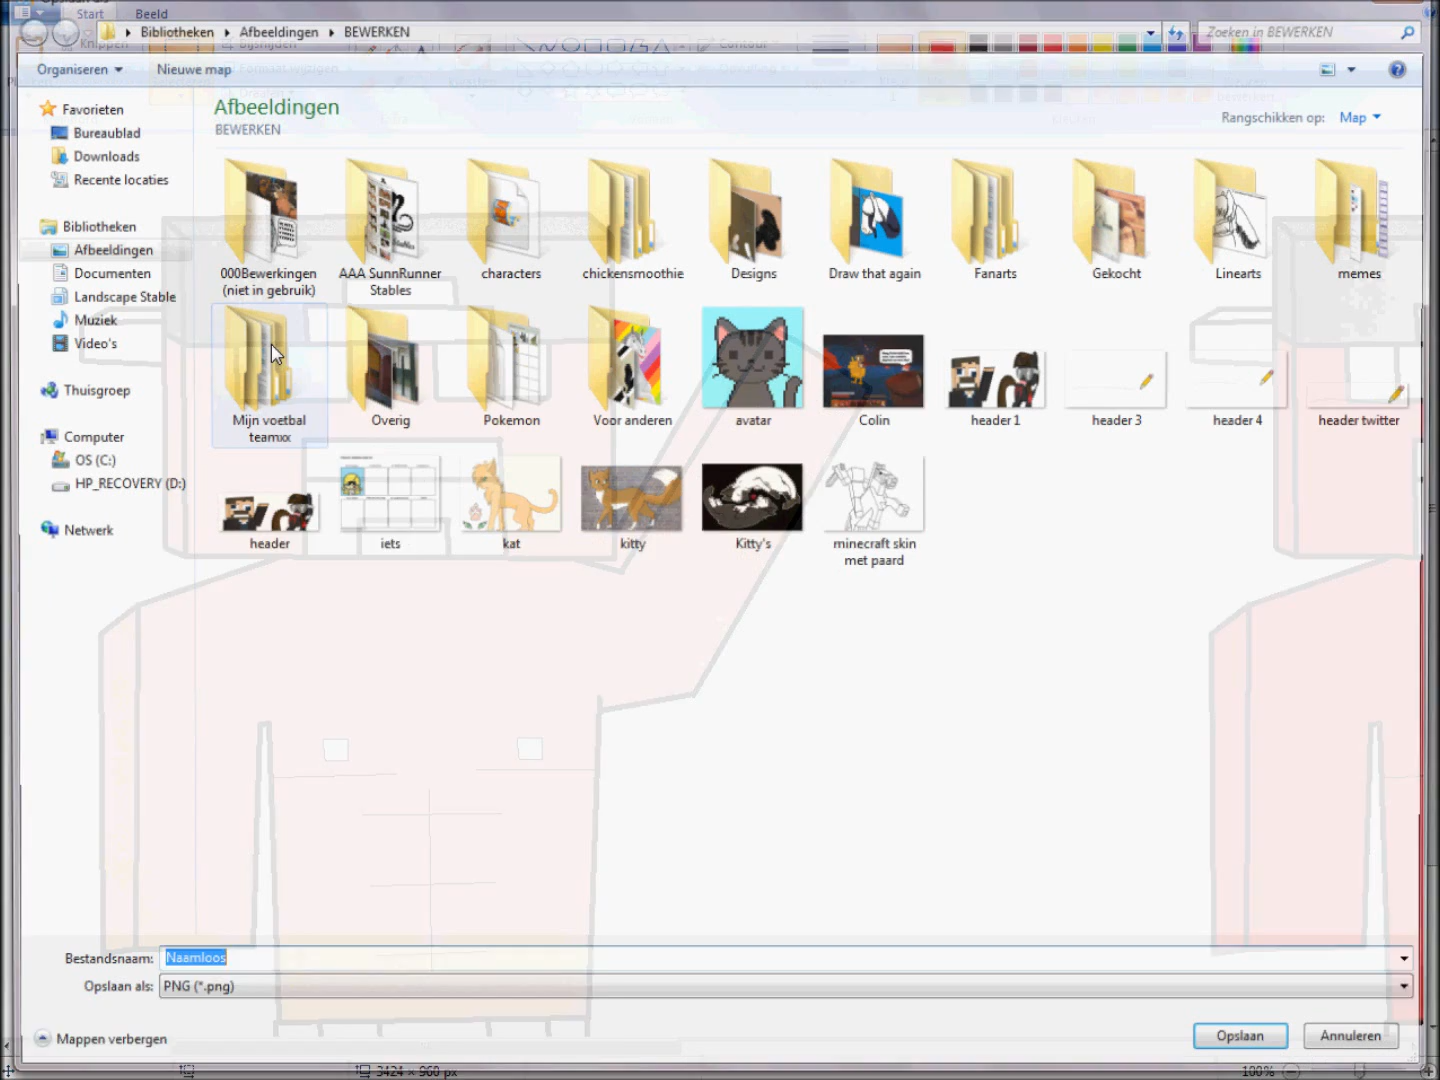 Start Beeld
Bibliotheken Afbeeldingen BEWERKEN
Zoeken in BEWERKEN
Organiseren Nieuwe map
Favorieten
Bureaublad
Downloads
Recente locaties
Bibliotheken
Afbeeldingen
Documenten
Landscape Stable
Muziek
Video's
Thuisgroep
Computer
OS (C:)
HP_RECOVERY (D:)
Netwerk
Afbeeldingen
BEWERKEN
Rangschikken op: Map
000Bewerkingen
(niet in gebruik)
AAA SunnRunner
Stables
characters
chickensmoothie
Designs
Draw that again
Fanarts
Gekocht
Linearts
memes
Mijn voetbal
teamxx
Overig
Pokemon
Voor anderen
avatar
Colin
header 1
header 3
header 4
header twitter
header
iets
kat
kitty
Kitty's
minecraft skin
met paard
Bestandsnaam: Naamloos
Opslaan als: PNG (*.png)
Mappen verbergen
Opslaan
Annuleren
3424 × 960 px
100%